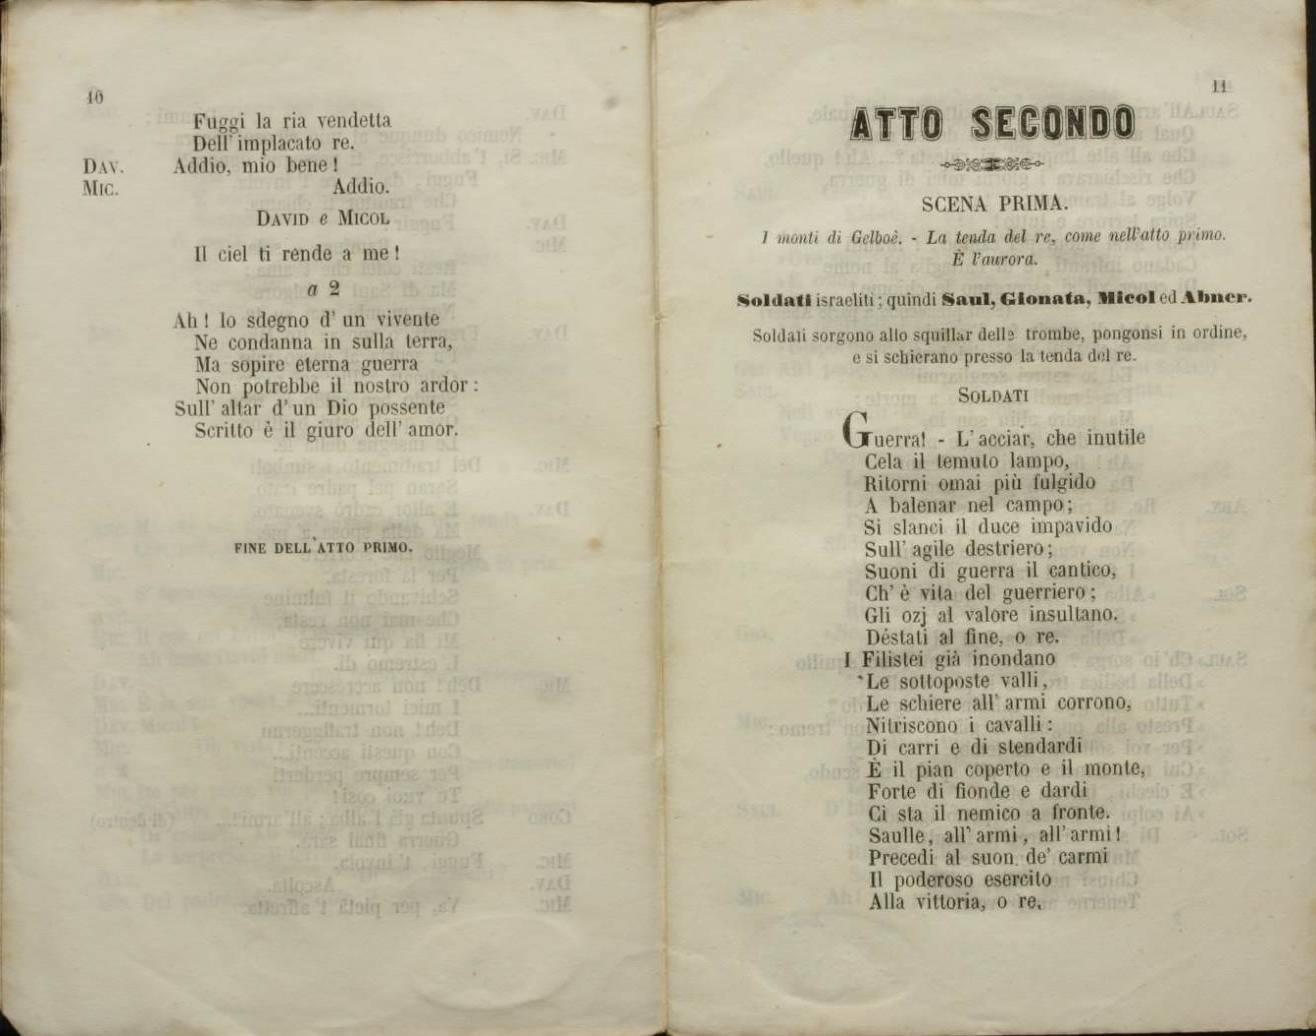 10
Fuggi la ria vendetta
Dell' implacato re.
DAV. Addio, mio bene!
MIC. Addio.
DAVID e MICOL
Il ciel ti rende a me!
a 2
Ah! lo sdegno d' un vivente
Ne condanna in sulla terra,
Ma sopire eterna guerra
Non potrebbe il nostro ardor:
Sull' altar d' un Dio possente
Scritto è il giuro dell' amor.
FINE DELL'ATTO PRIMO.
11
ATTO SECONDO
SCENA PRIMA.
I monti di Gelboè. - La tenda del re, come nell'atto primo.
È l'aurora.
Soldati israeliti; quindi Saul, Gionata, Micol ed Abner.
Soldati sorgono allo squillar delle trombe, pongonsi in ordine,
e si schierano presso la tenda del re.
SOLDATI
Guerra! - L' acciar, che inutile
Cela il temuto lampo,
Ritorni omai più fulgido
A balenar nel campo;
Si slanci il duce impavido
Sull' agile destriero;
Suoni di guerra il cantico,
Ch' è vita del guerriero;
Gli ozj al valore insultano.
Déstati al fine, o re.
I Filistei già inondano
Le sottoposte valli,
Le schiere all' armi corrono,
Nitriscono i cavalli:
Di carri e di stendardi
È il pian coperto e il monte,
Forte di fionde e dardi
Ci sta il nemico a fronte.
Saulle, all' armi, all' armi!
Precedi al suon de' carmi
Il poderoso esercito
Alla vittoria, o re.